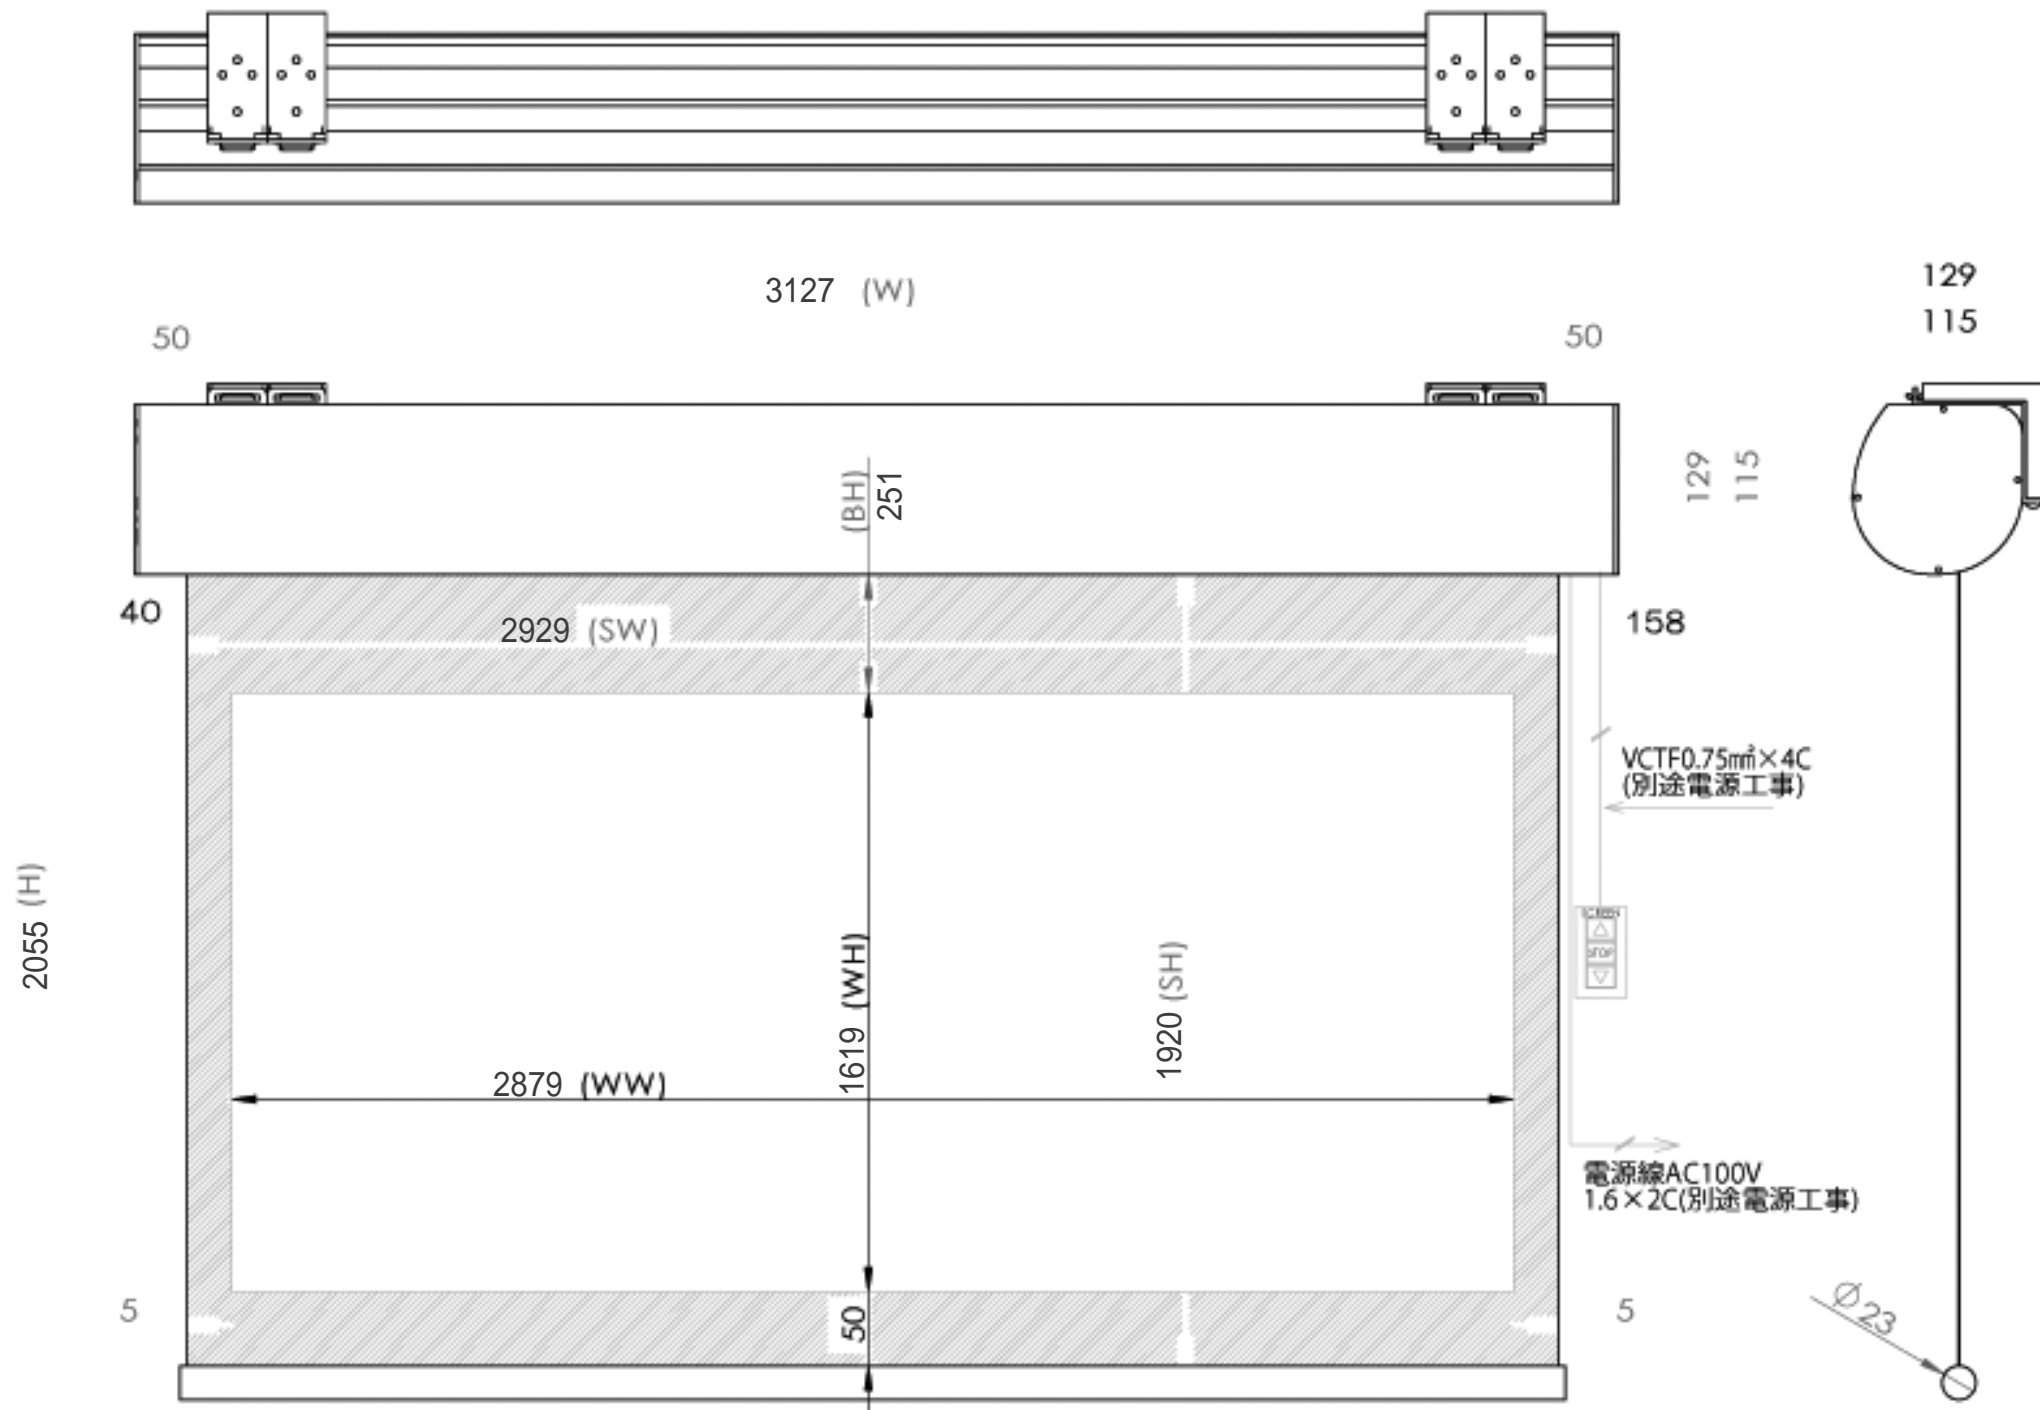 3127 (W)
129
115
50
50
(BH)
251
129
115
40
2929 (SW)
158
VCTF0.75㎟×4C
(別途電源工事)
2055 (H)
1619 (WH)
1920 (SH)
SCREEN
STOP
2879 (WW)
電源線AC100V
1.6×2C(別途電源工事)
5
50
5
Ø23